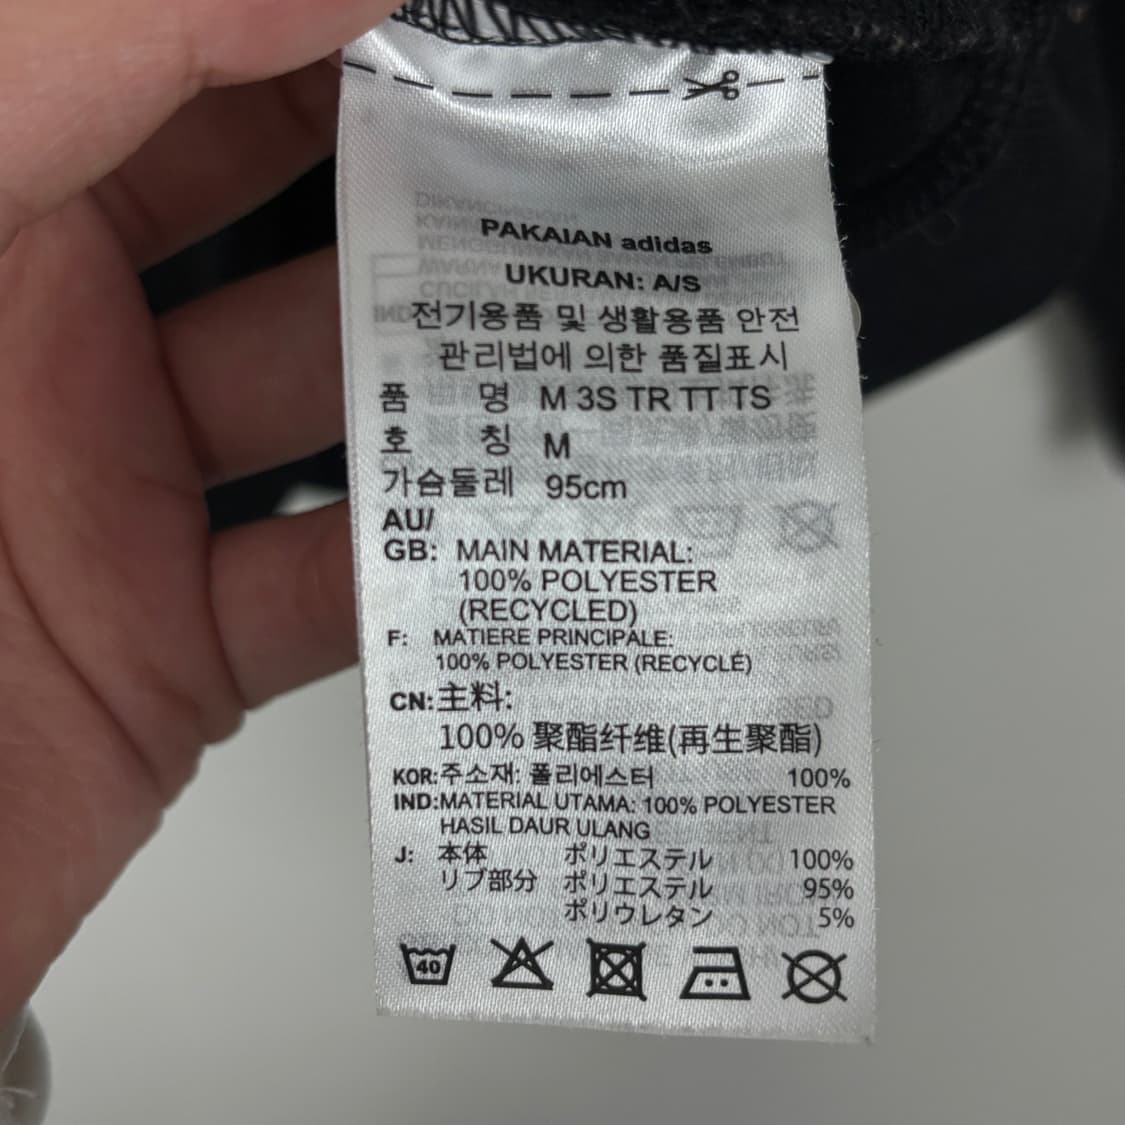 PAKAIAN adidas
UKURAN: A/S
전기용품 및 생활용품 안전
관리법에 의한 품질표시
품 명 M 3S TR TT TS
호 칭 M
가슴둘레 95cm
AU/
GB: MAIN MATERIAL:
100% POLYESTER
(RECYCLED)
F: MATIERE PRINCIPALE:
100% POLYESTER (RECYCLÉ)
CN: 主料:
100% 聚酯纤维(再生聚酯)
KOR: 주소재: 폴리에스터 100%
IND: MATERIAL UTAMA: 100% POLYESTER
HASIL DAUR ULANG
J: 本体 ポリエステル 100%
リブ部分 ポリエステル 95%
ポリウレタン 5%
40